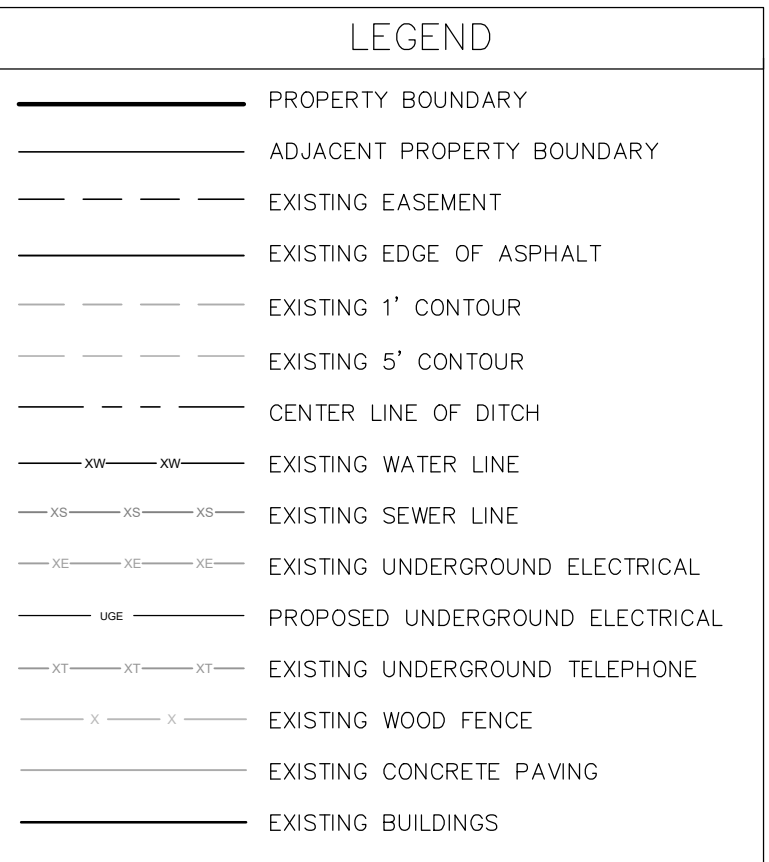 LEGEND
PROPERTY BOUNDARY
ADJACENT PROPERTY BOUNDARY
EXISTING EASEMENT
EXISTING EDGE OF ASPHALT
EXISTING 1' CONTOUR
EXISTING 5' CONTOUR
CENTER LINE OF DITCH
XW XW EXISTING WATER LINE
XS XS XS EXISTING SEWER LINE
XE XE XE EXISTING UNDERGROUND ELECTRICAL
UGE PROPOSED UNDERGROUND ELECTRICAL
XT XT XT EXISTING UNDERGROUND TELEPHONE
X X EXISTING WOOD FENCE
EXISTING CONCRETE PAVING
EXISTING BUILDINGS